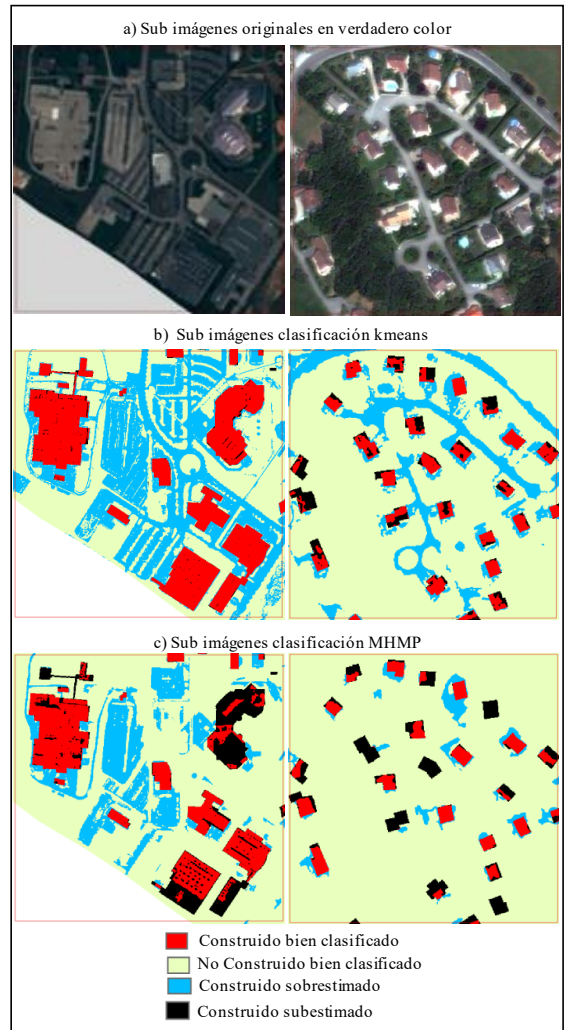 a) Sub imágenes originales en verdadero color
b) Sub imágenes clasificación kmeans
c) Sub imágenes clasificación MHMP
Construido bien clasificado
No Construido bien clasificado
Construido sobrestimado
Construido subestimado